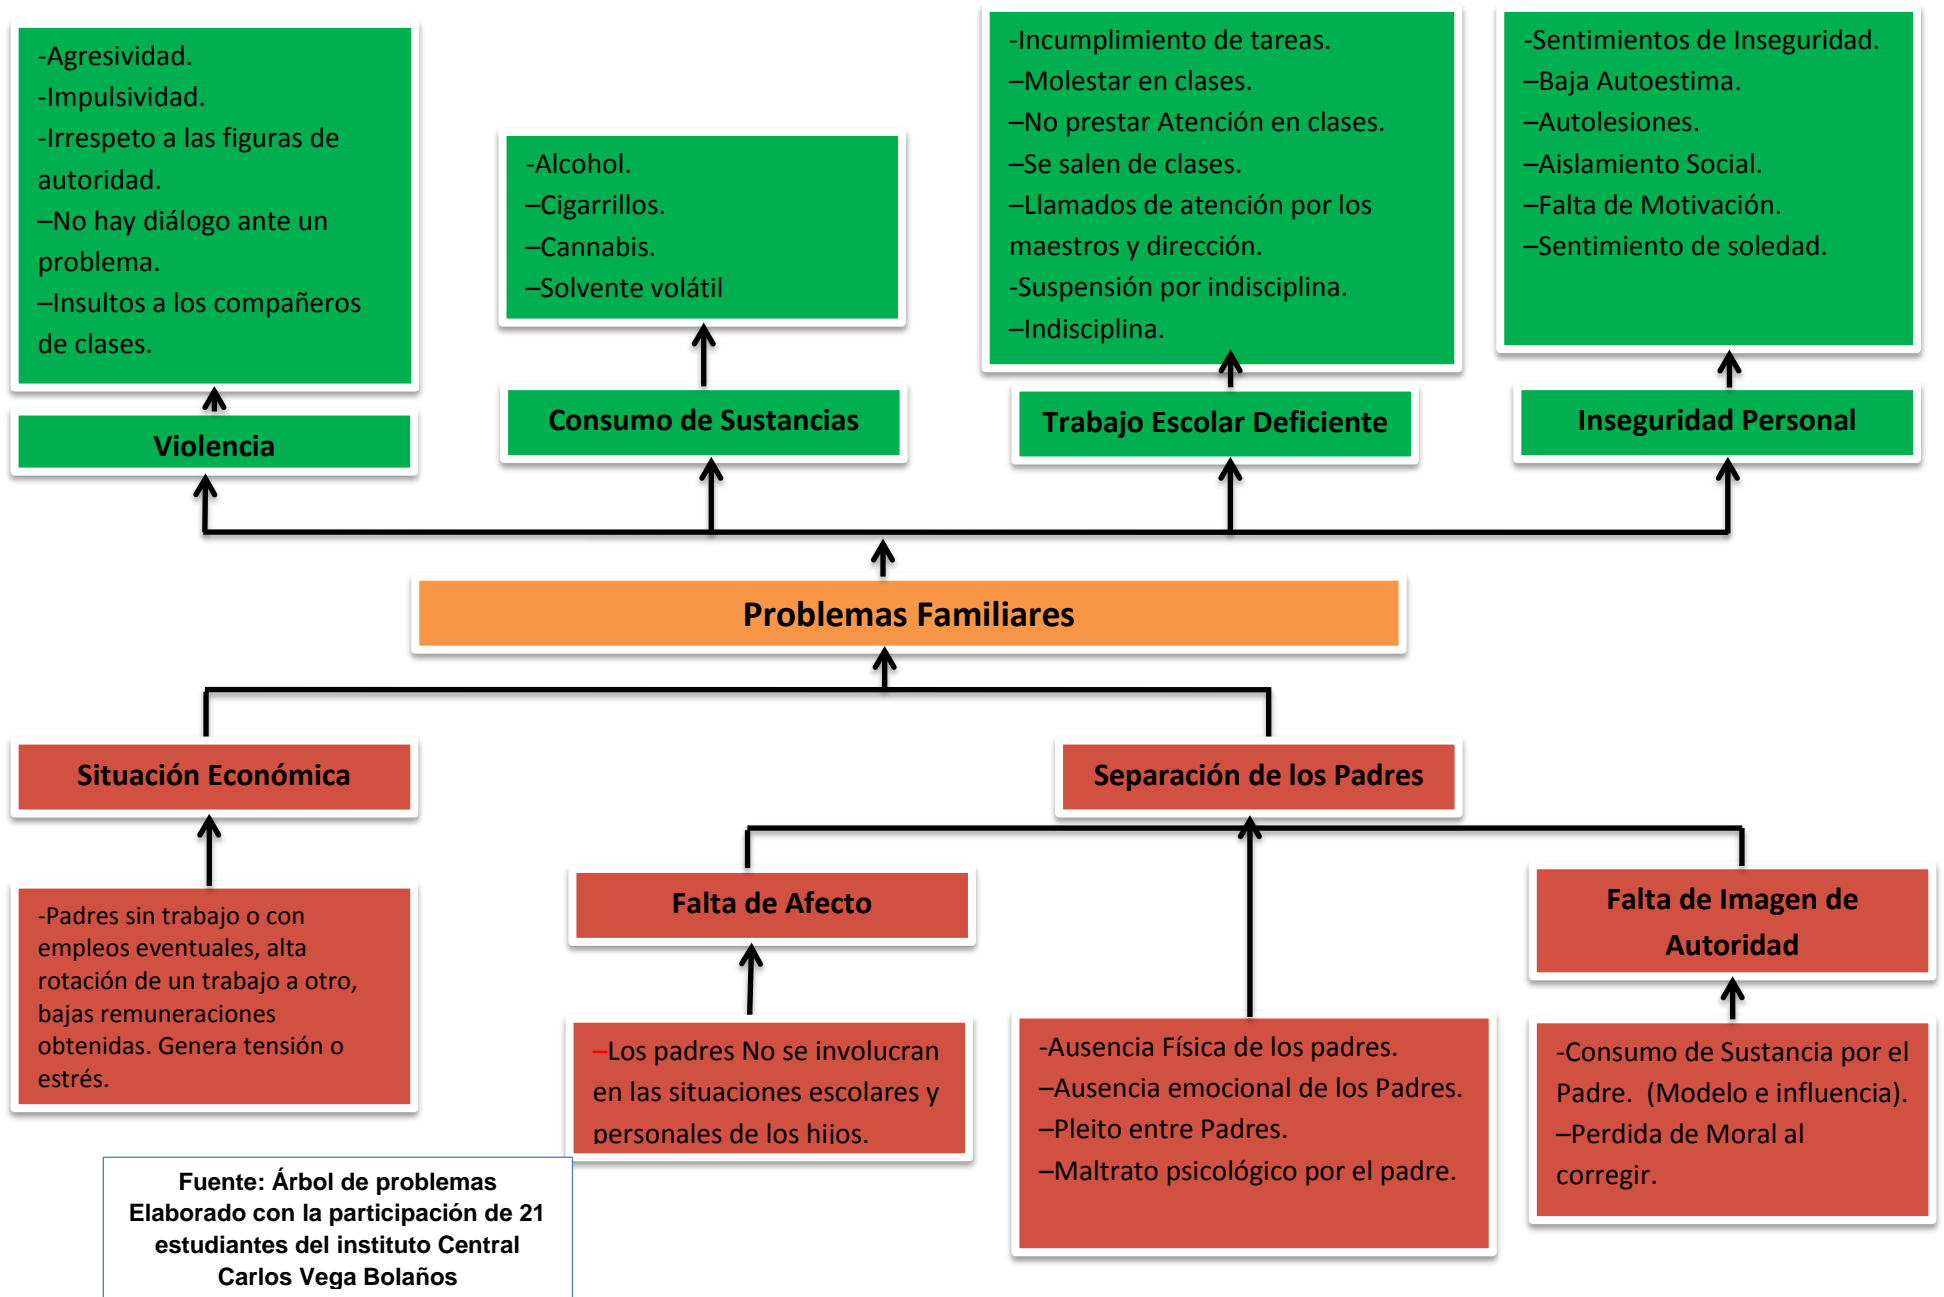 -Agresividad.
-Impulsividad.
-Irrespeto a las figuras de
autoridad.
–No hay diálogo ante un
problema.
–Insultos a los compañeros
de clases.
-Alcohol.
–Cigarrillos.
–Cannabis.
–Solvente volátil
-Incumplimiento de tareas.
–Molestar en clases.
–No prestar Atención en clases.
–Se salen de clases.
–Llamados de atención por los
maestros y dirección.
-Suspensión por indisciplina.
–Indisciplina.
-Sentimientos de Inseguridad.
–Baja Autoestima.
–Autolesiones.
–Aislamiento Social.
–Falta de Motivación.
–Sentimiento de soledad.
Violencia
Consumo de Sustancias
Trabajo Escolar Deficiente
Inseguridad Personal
Problemas Familiares
Situación Económica
Separación de los Padres
Falta de Afecto
Falta de Imagen de
Autoridad
-Padres sin trabajo o con
empleos eventuales, alta
rotación de un trabajo a otro,
bajas remuneraciones
obtenidas. Genera tensión o
estrés.
–Los padres No se involucran
en las situaciones escolares y
personales de los hijos.
-Ausencia Física de los padres.
–Ausencia emocional de los Padres.
–Pleito entre Padres.
–Maltrato psicológico por el padre.
-Consumo de Sustancia por el
Padre.  (Modelo e influencia).
–Perdida de Moral al
corregir.
Fuente: Árbol de problemas
Elaborado con la participación de 21
estudiantes del instituto Central
Carlos Vega Bolaños